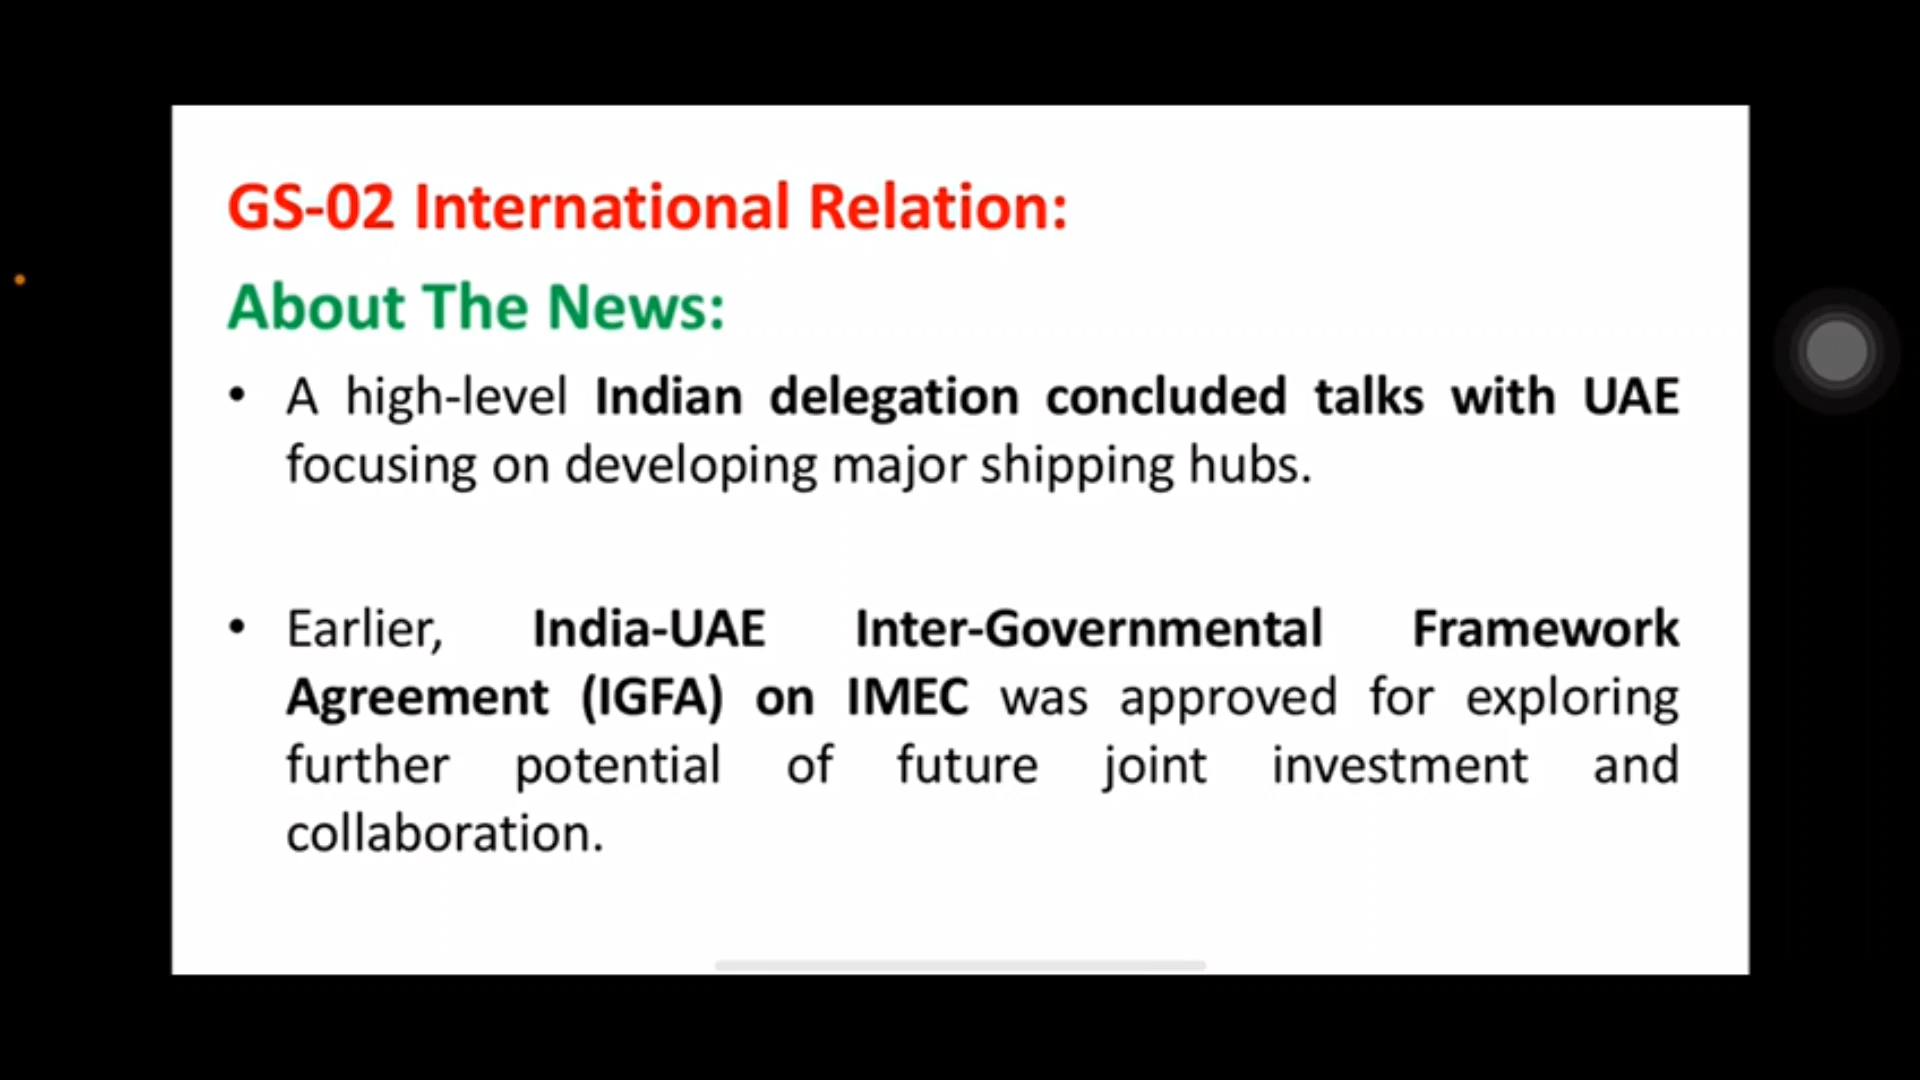 GS-02 International Relation:
About The News:
• A high-level Indian delegation concluded talks with UAE
focusing on developing major shipping hubs.
• Earlier, India-UAE Inter-Governmental Framework
Agreement (IGFA) on IMEC was approved for exploring
further potential of future joint investment and
collaboration.